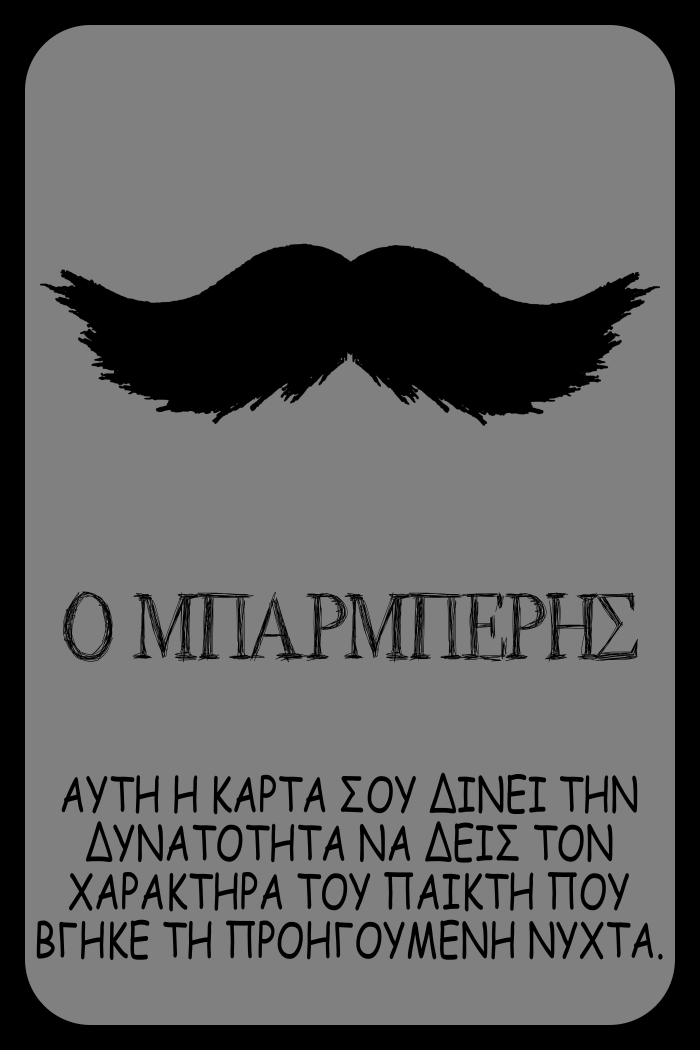 Ο ΜΠΑΡΜΠΕΡΗΣ
ΑΥΤΗ Η ΚΑΡΤΑ ΣΟΥ ΔΙΝΕΙ ΤΗΝ
ΔΥΝΑΤΟΤΗΤΑ ΝΑ ΔΕΙΣ ΤΟΝ
ΧΑΡΑΚΤΗΡΑ ΤΟΥ ΠΑΙΚΤΗ ΠΟΥ
ΒΓΗΚΕ ΤΗ ΠΡΟΗΓΟΥΜΕΝΗ ΝΥΧΤΑ.